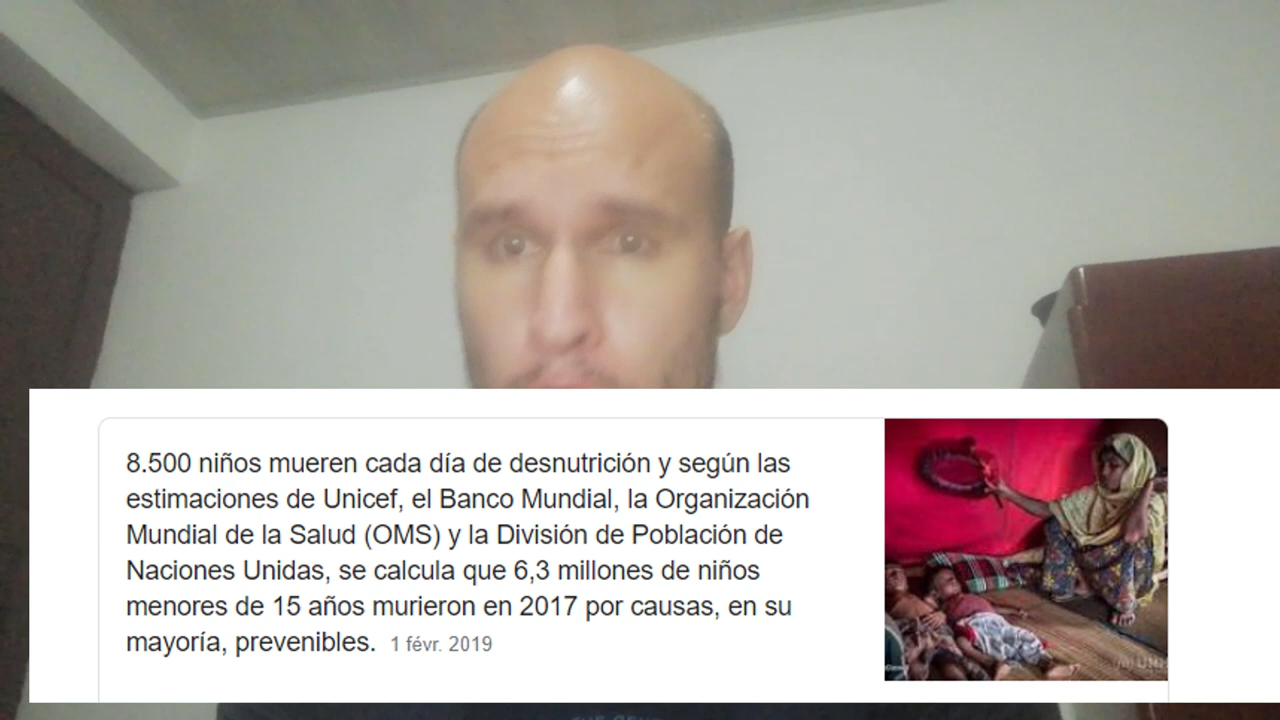 8.500 niños mueren cada día de desnutrición y según las
estimaciones de Unicef, el Banco Mundial, la Organización
Mundial de la Salud (OMS) y la División de Población de
Naciones Unidas, se calcula que 6,3 millones de niños
menores de 15 años murieron en 2017 por causas, en su
mayoría, prevenibles. 1 févr. 2019